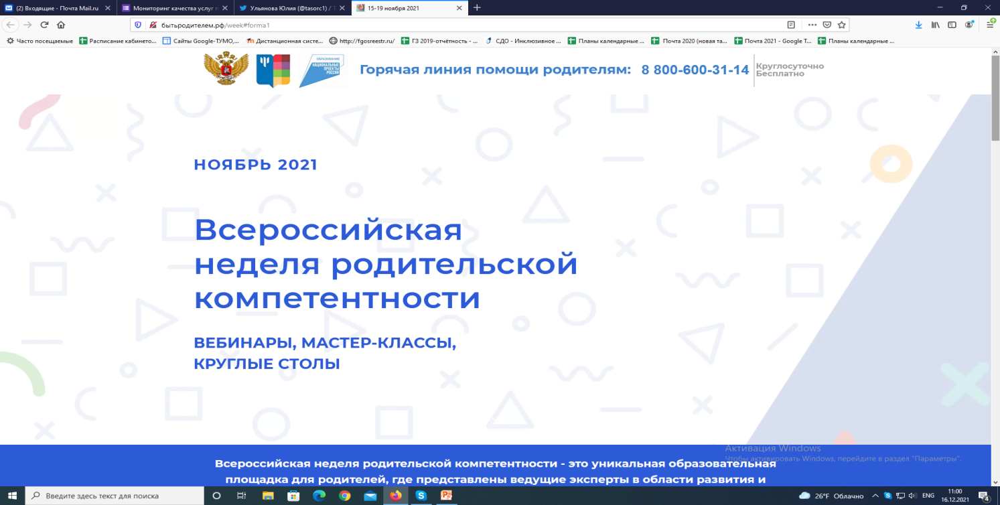 (2) Входящие - Почта Mail.ru
Мониторинг качества услуг п
Ульянова Юлия (@tasorc1) / Т
15-19 ноября 2021
бытьродителем.рф/week#forma1
Часто посещаемые
Расписание кабинето...
Сайты Google-ТУМО,...
Дистанционная систе...
http://fgosreestr.ru/
ГЗ 2019-отчётность - ...
СДО - Инклюзивное ...
Планы календарные ...
Почта 2020 (новая та...
Почта 2021 - Google Т...
Планы календарные ...
ОБРАЗОВАНИЕ
НАЦИОНАЛЬНЫЕ
ПРОЕКТЫ
РОССИИ
Горячая линия помощи родителям: 8 800-600-31-14
Круглосуточно
Бесплатно
НОЯБРЬ 2021
Всероссийская
неделя родительской
компетентности
ВЕБИНАРЫ, МАСТЕР-КЛАССЫ,
КРУГЛЫЕ СТОЛЫ
Активация Windows
Чтобы активировать Windows, перейдите в раздел "Параметры".
Всероссийская неделя родительской компетентности - это уникальная образовательная
площадка для родителей, где представлены ведущие эксперты в области развития и
Введите здесь текст для поиска
26°F Облачно
ENG
11:00
16.12.2021
4